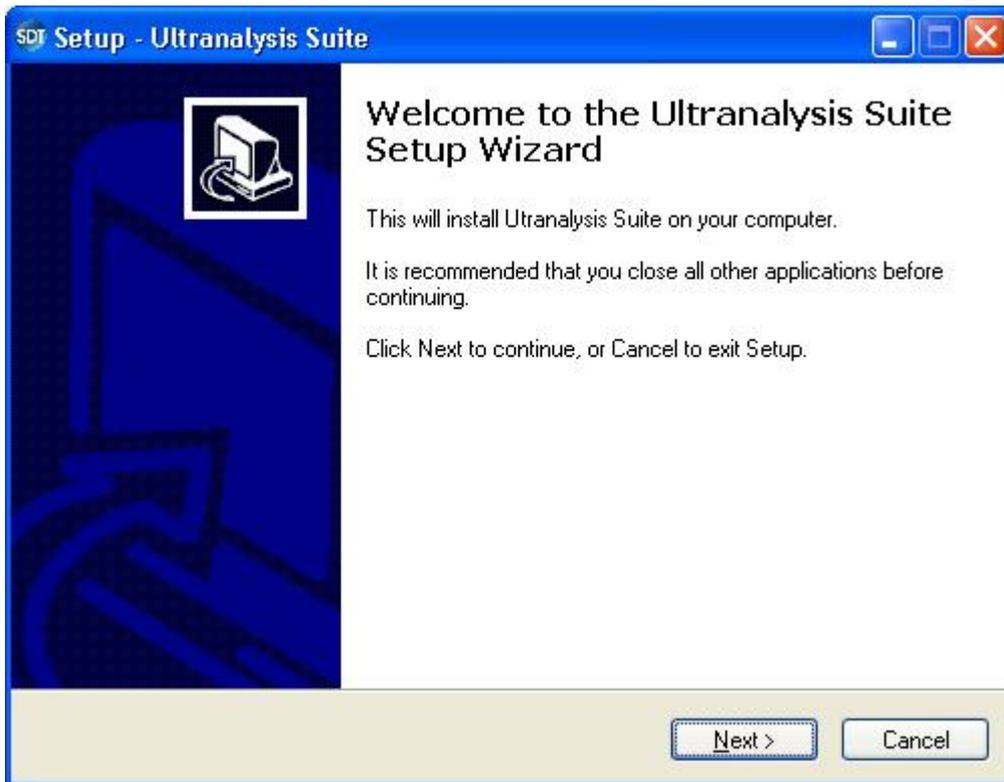 SDT Setup - Ultranalysis Suite
Welcome to the Ultranalysis Suite
Setup Wizard
This will install Utranalysis Suite on your computer.
It is recommended that you close all other applications before
continuing.
Click Next to continue, or Cancel to exit Setup.
Next >
Cancel